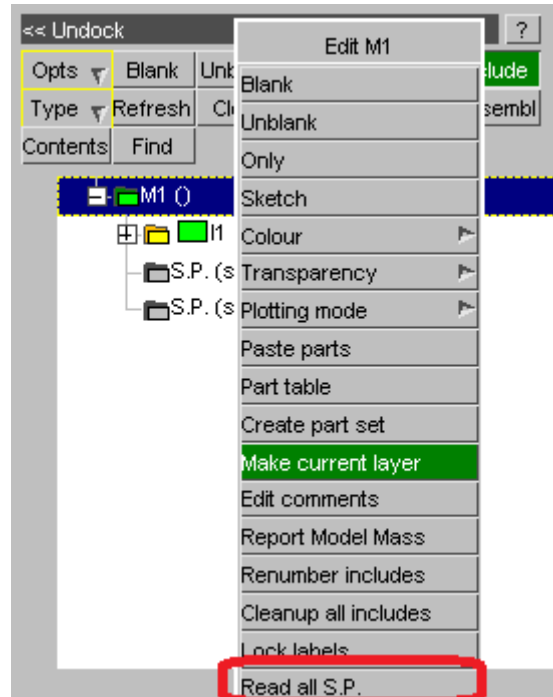 << Undock
?
Edit M1
Opts Blank
Type Refresh
Contents Find
M1 ()
I1
S.P. (s
S.P. (s
Blank
Unblank
Only
Sketch
Colour
Transparency
Plotting mode
Paste parts
Part table
Create part set
Make current layer
Edit comments
Report Model Mass
Renumber includes
Cleanup all includes
Lock labels
Read all S.P.